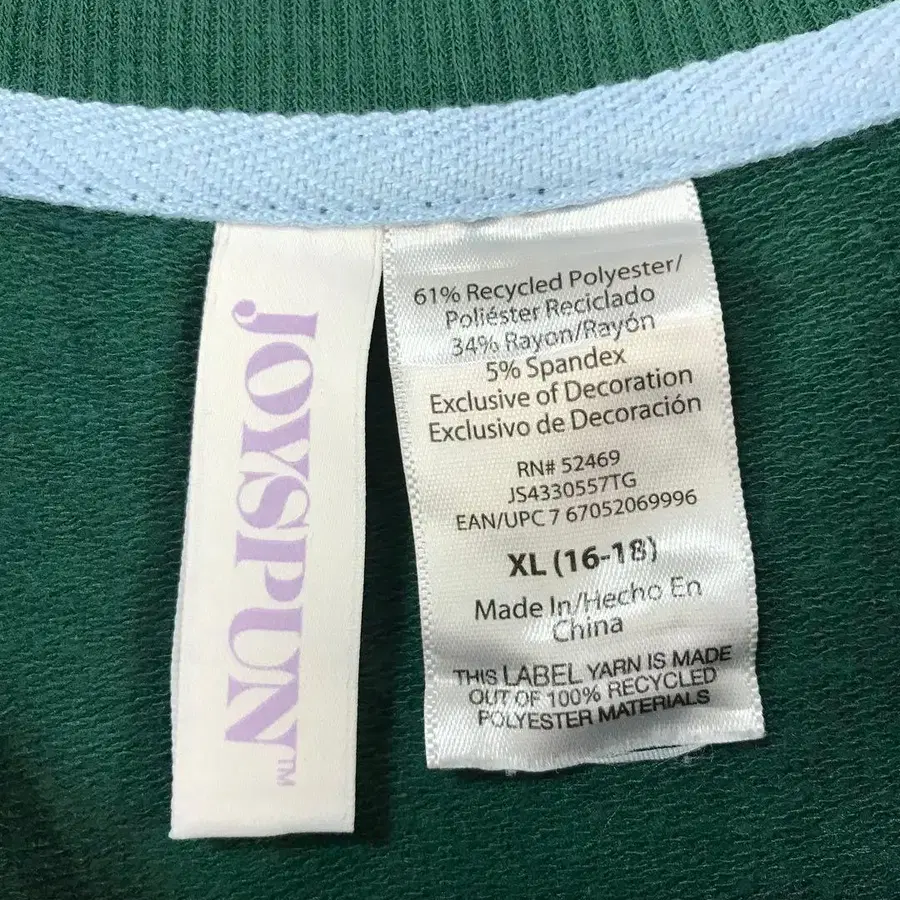 JOYSPUN™
61% Recycled Polyester/
Poliéster Reciclado
34% Rayon/Rayón
5% Spandex
Exclusive of Decoration
Exclusivo de Decoración
RN# 52469
JS4330557TG
EAN/UPC 7 67052069996
XL (16-18)
Made In/Hecho En
China
THIS LABEL YARN IS MADE
OUT OF 100% RECYCLED
POLYESTER MATERIALS